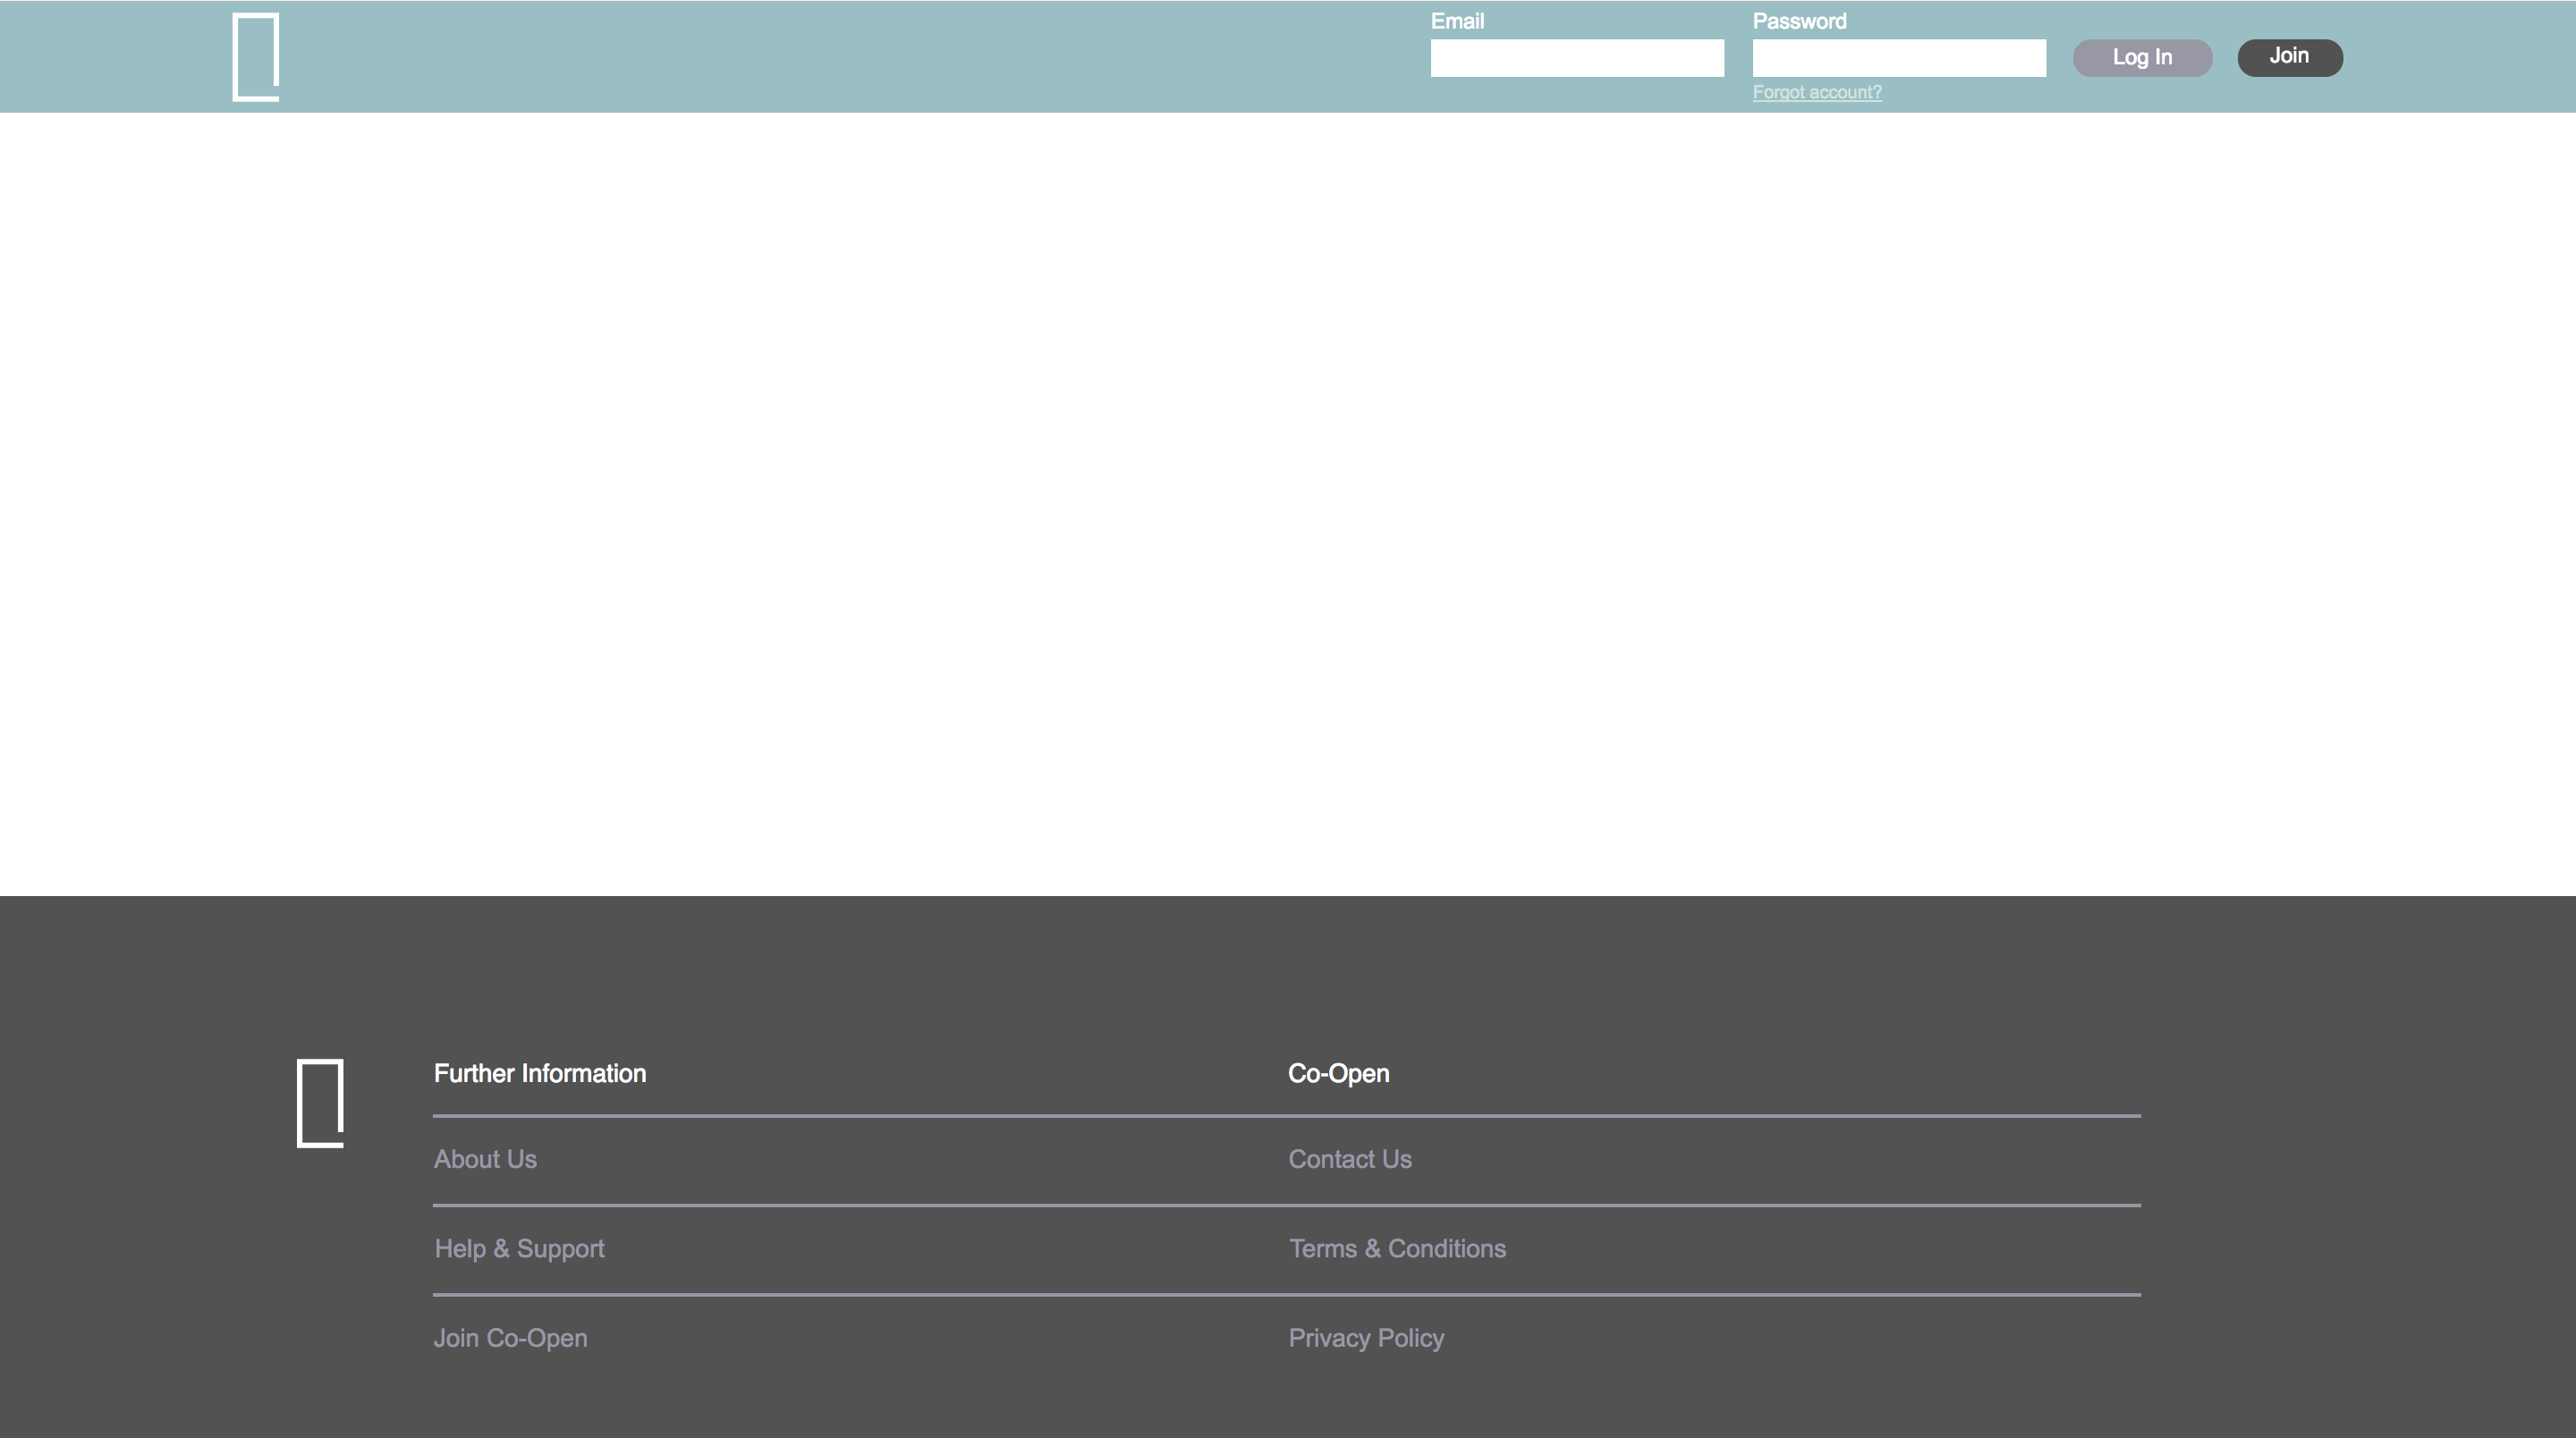 Email
Password
Log In
Join
Forgot account?
Further Information
Co-Open
About Us
Contact Us
Help & Support
Terms & Conditions
Join Co-Open
Privacy Policy